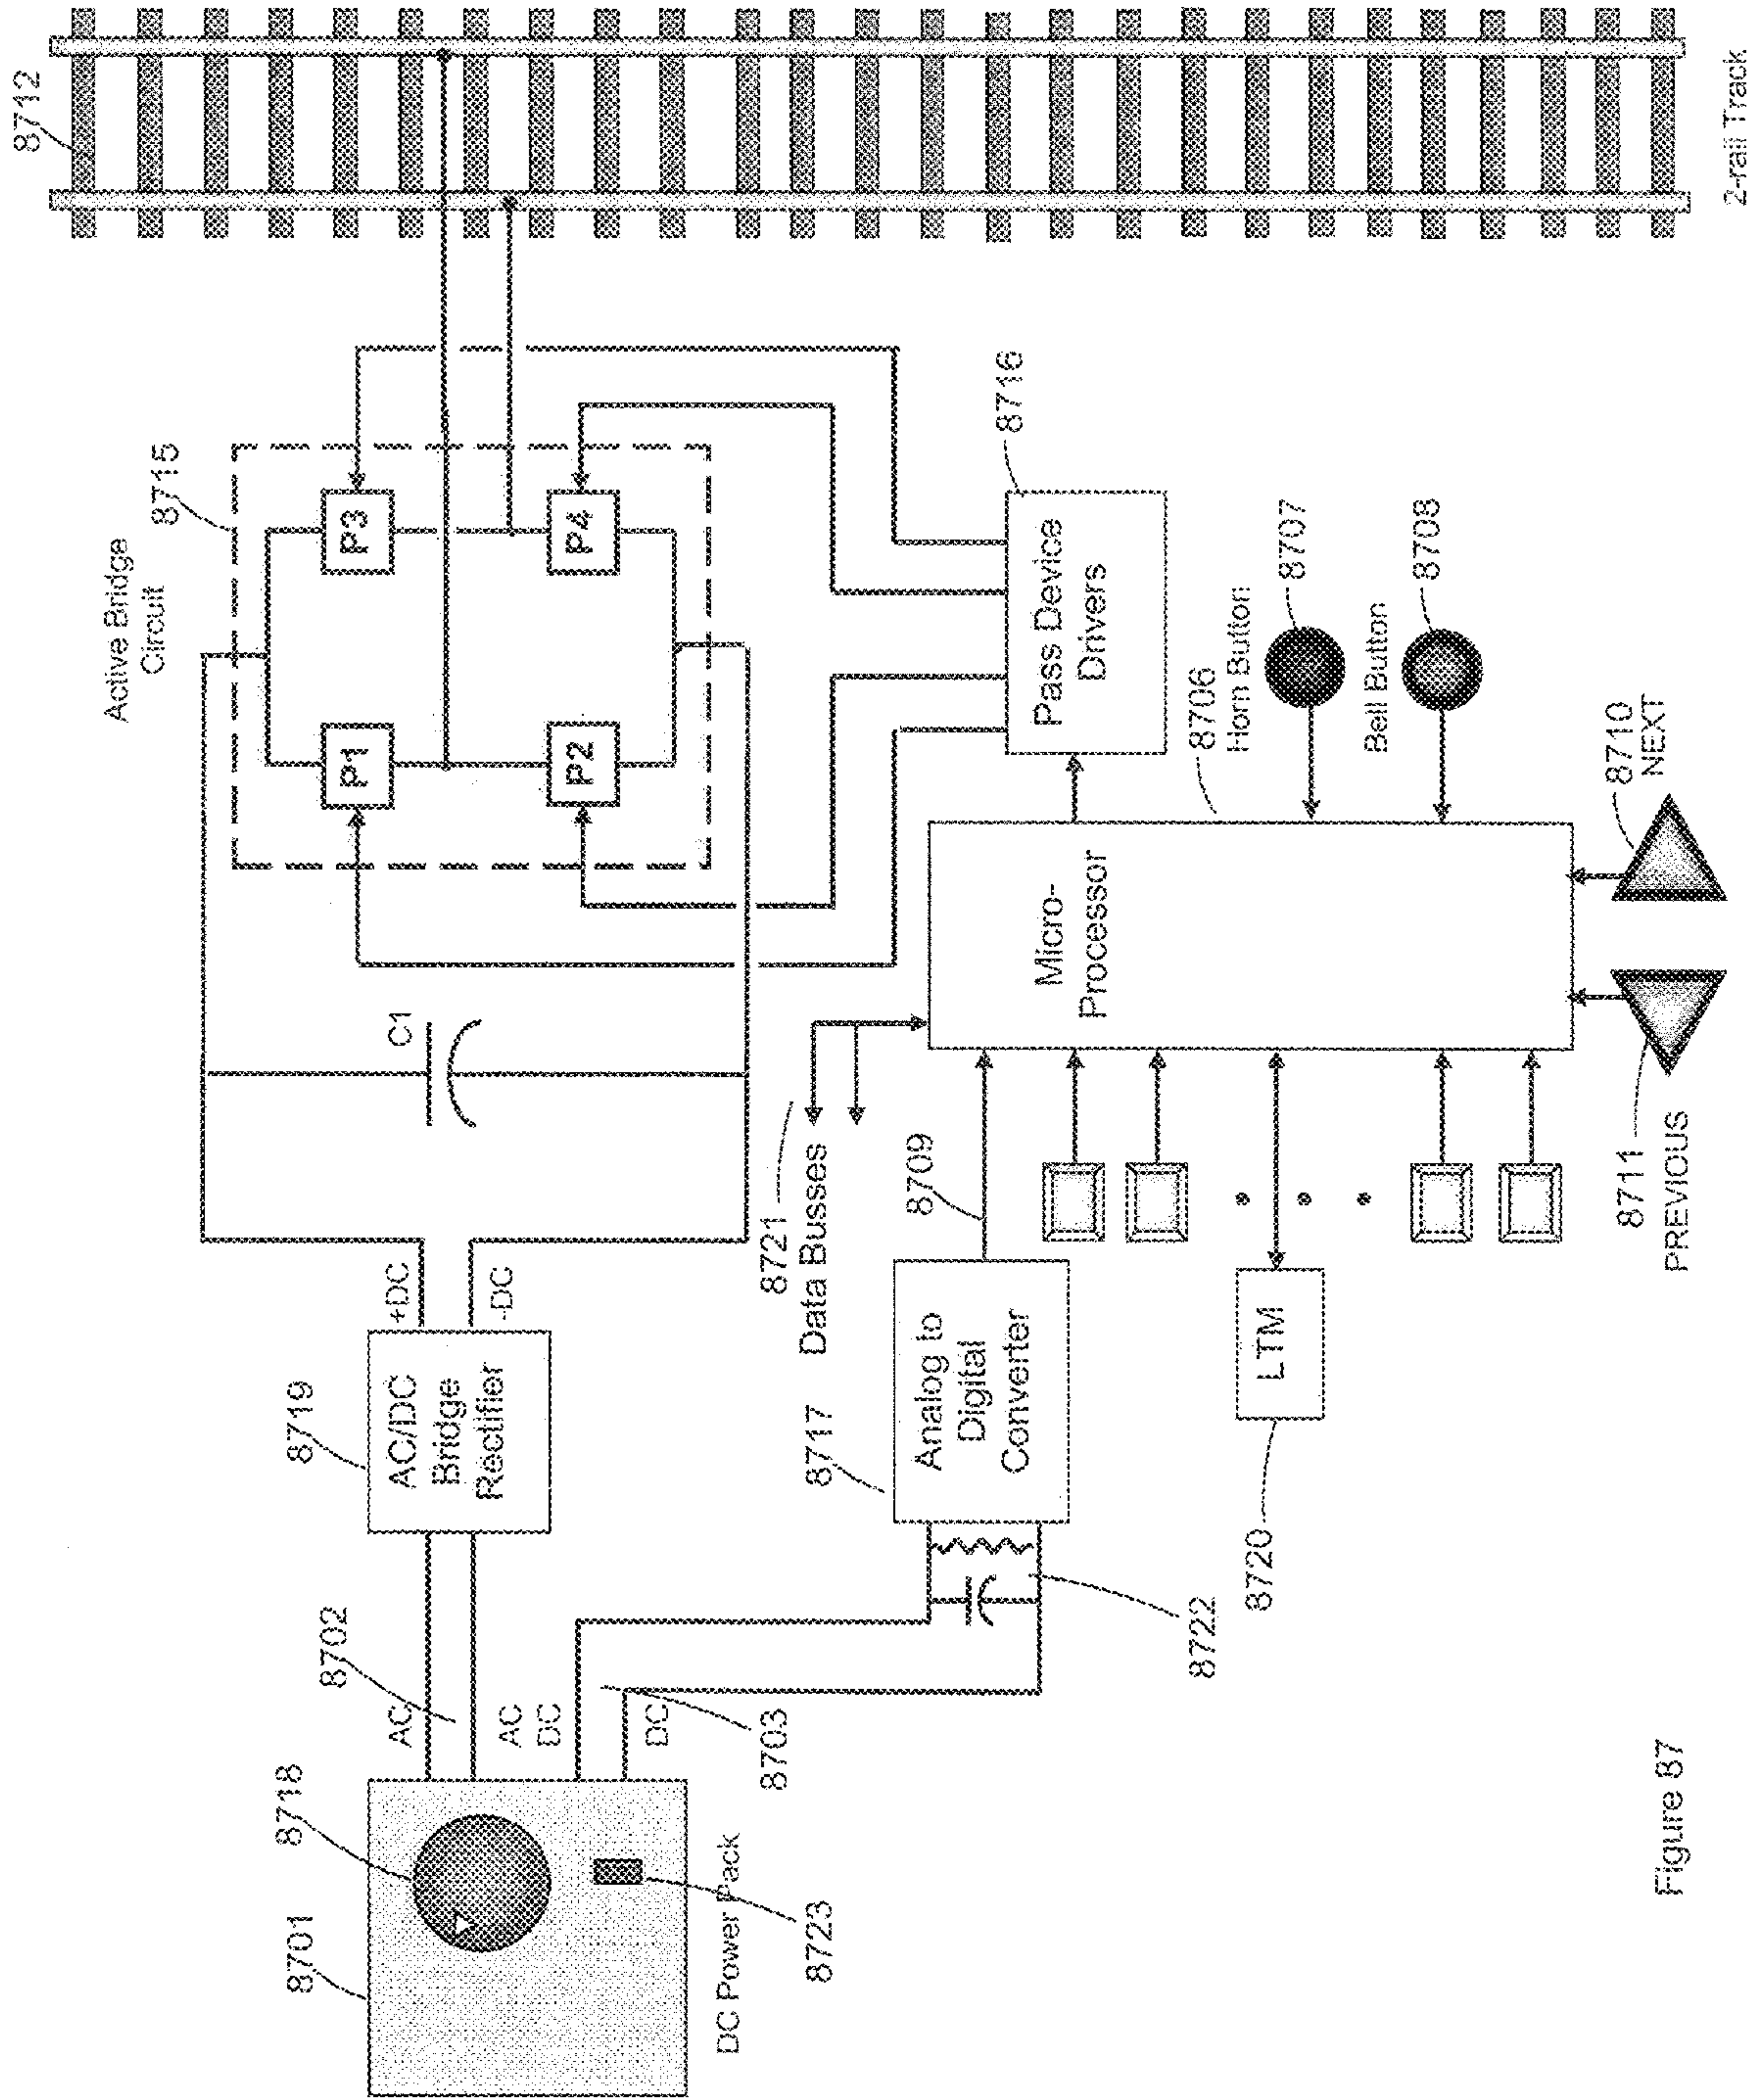 8712
2-rail Track
Active Bridge
Circuit
8715
P1
P3
P2
P4
C1
8716
Pass Device
Drivers
8719
AC/DC
Bridge
Rectifier
+DC
-DC
8702
AC
AC
DC
DC
8703
8718
8701
8723
DC Power Pack
8721
Data Busses
8709
8717
Analog to
Digital
Converter
8722
8720
LTM
Micro-
Processor
8706
Horn Button
8707
Bell Button
8708
8710
NEXT
8711
PREVIOUS
Figure 87